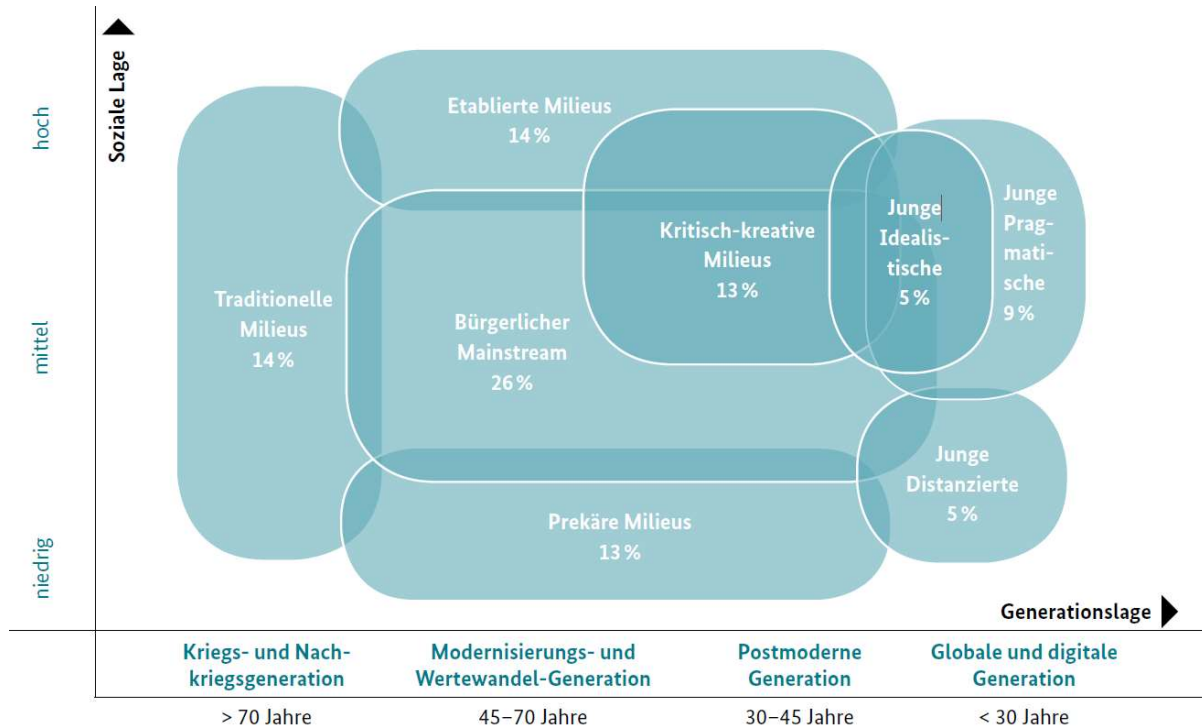 Soziale Lage
hoch
mittel
niedrig
Etablierte Milieus
14 %
Kritisch-kreative
Milieus
13 %
Junge
Idealis-
tische
5 %
Junge
Prag-
mati-
sche
9 %
Traditionelle
Milieus
14 %
Bürgerlicher
Mainstream
26 %
Junge
Distanzierte
5 %
Prekäre Milieus
13 %
Generationslage
Kriegs- und Nach-
kriegsgeneration
Modernisierungs- und
Wertewandel-Generation
Postmoderne
Generation
Globale und digitale
Generation
> 70 Jahre
45–70 Jahre
30–45 Jahre
< 30 Jahre